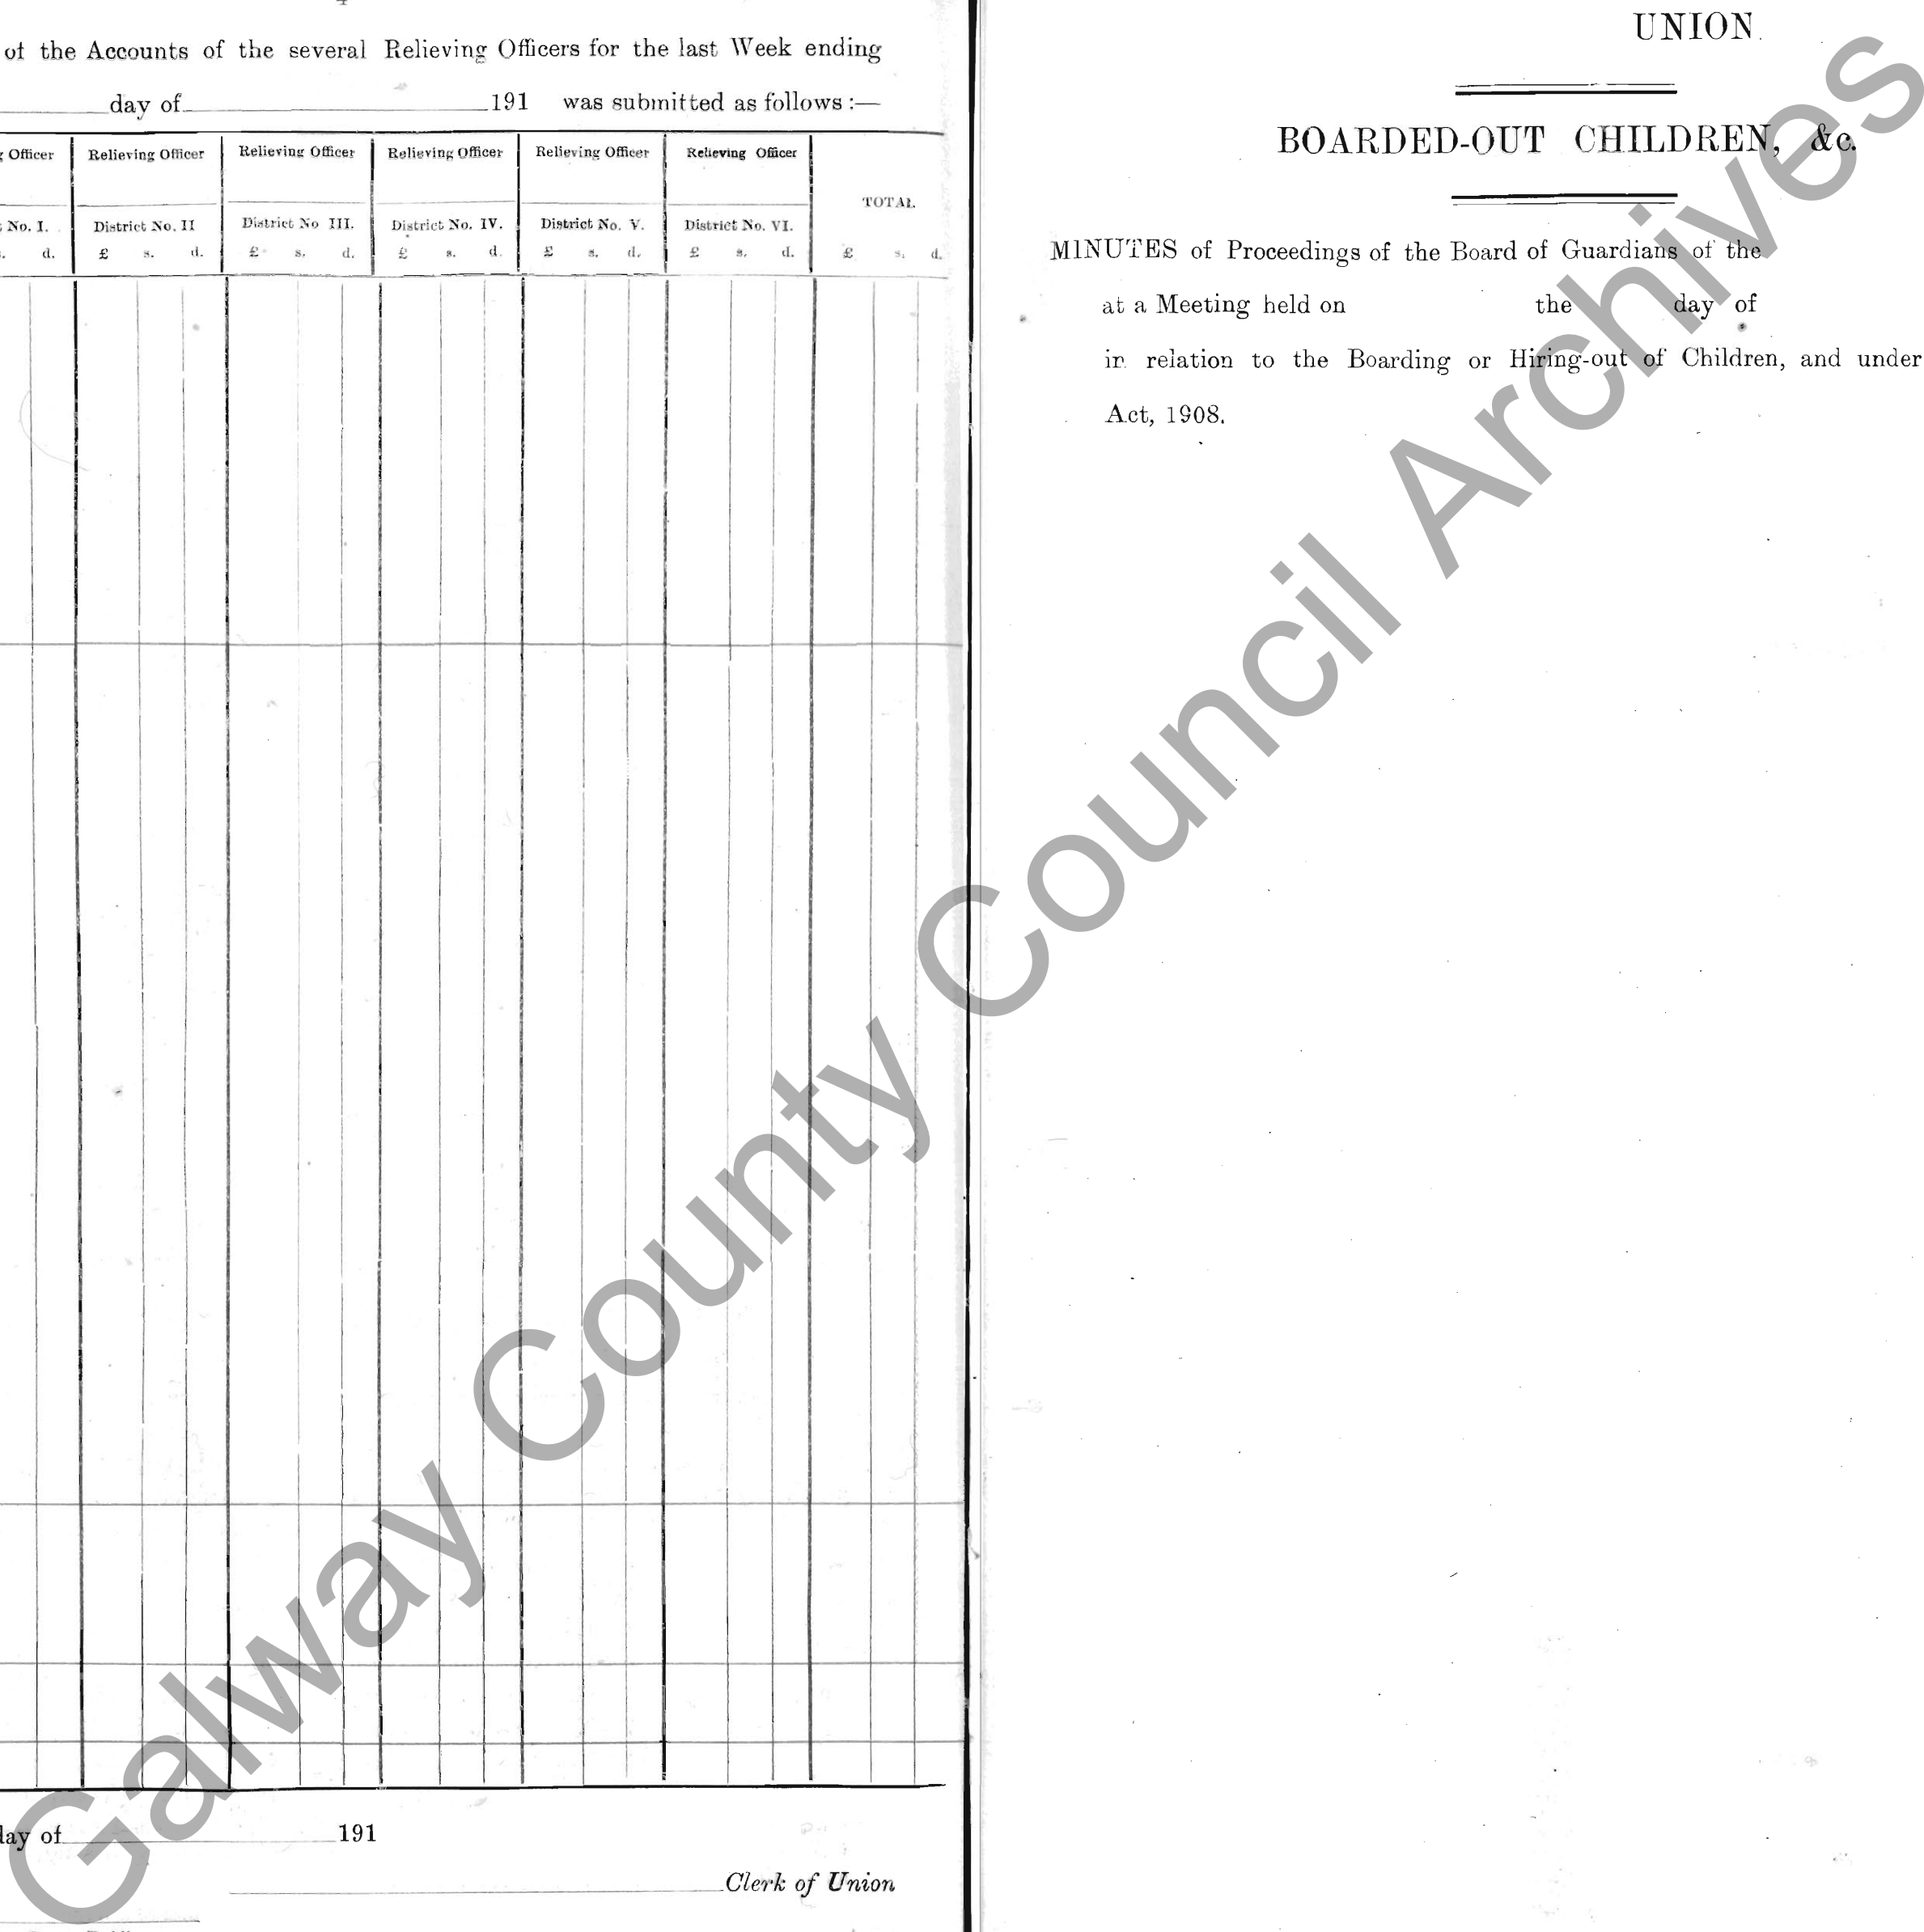 of the Accounts of the several Relieving Officers for the last Week ending
day of 191 was submitted as follows :—
Officer Relieving Officer Relieving Officer Relieving Officer Relieving Officer Relieving Officer
TOTAL
No. I. District No. II District No III. District No. IV. District No. V. District No. VI.
d. £ s. d. £ s. d. £ s. d. £ s. d. £ s. d. £ s. d.
day of 191
Clerk of Union
UNION.
BOARDED-OUT CHILDREN, &c.
MINUTES of Proceedings of the Board of Guardians of the
at a Meeting held on the day of
in relation to the Boarding or Hiring-out of Children, and under
Act, 1908.
Galway County Council Archives